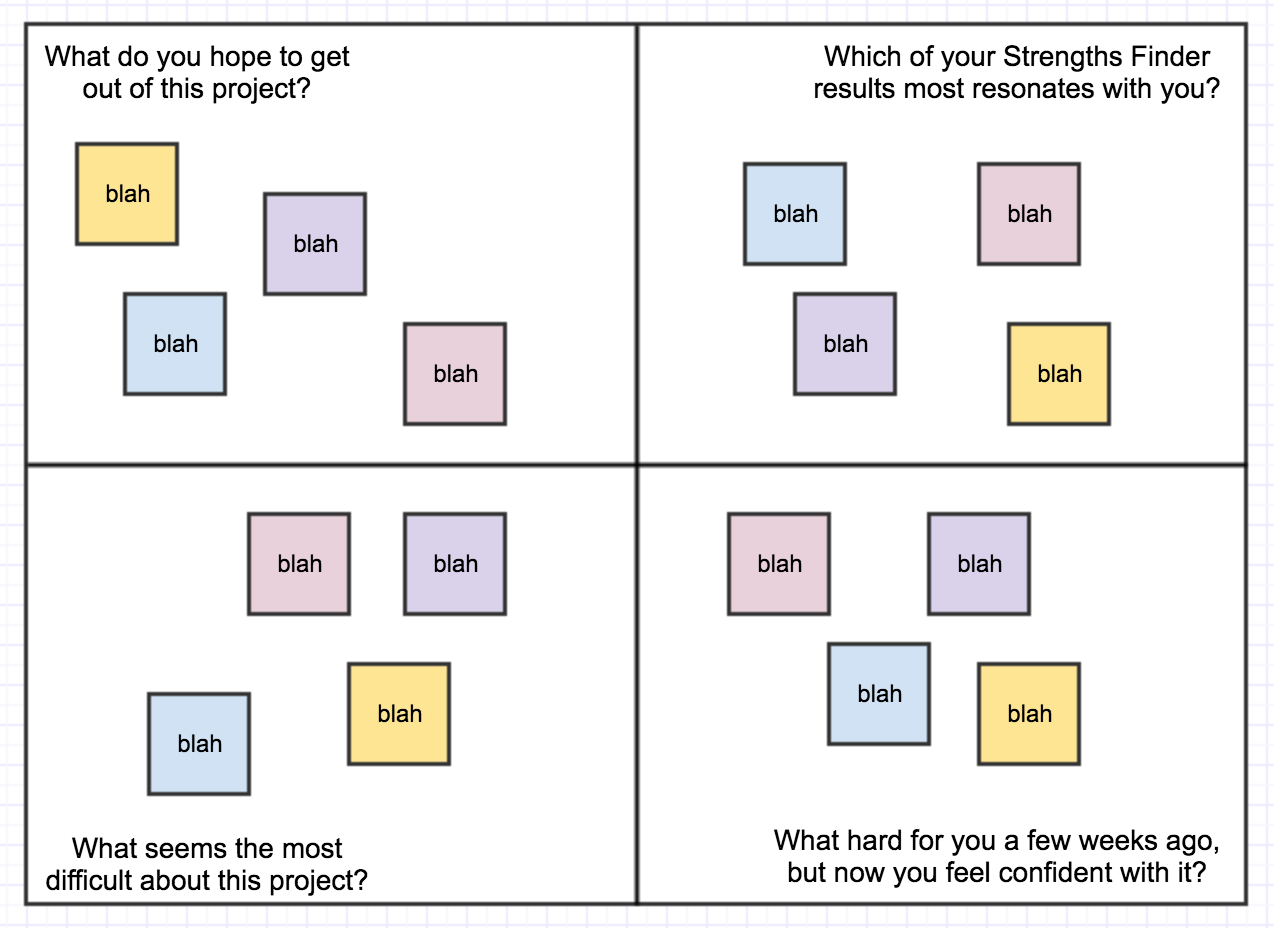 What do you hope to get
out of this project?
blah
blah
blah
blah
Which of your Strengths Finder
results most resonates with you?
blah
blah
blah
blah
blah
blah
blah
blah
What seems the most
difficult about this project?
blah
blah
blah
blah
What hard for you a few weeks ago,
but now you feel confident with it?